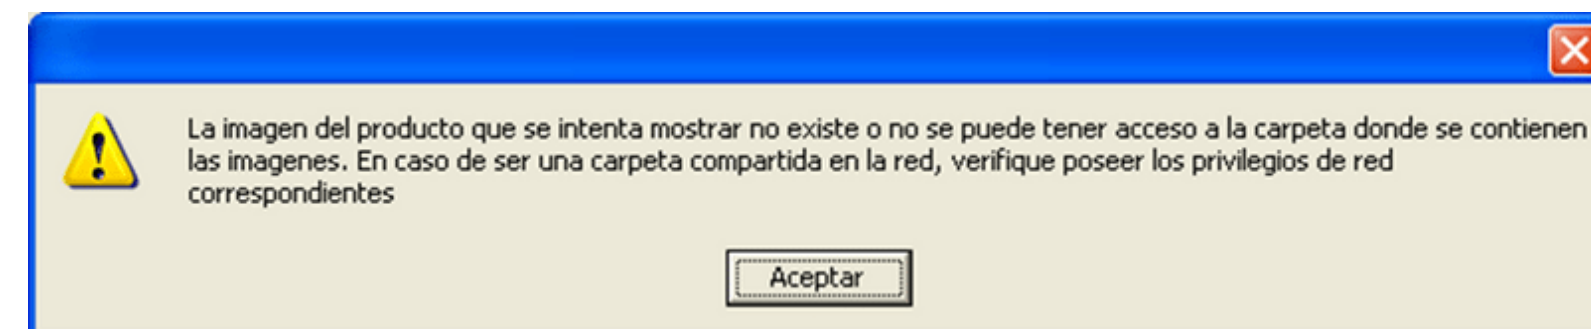 La imagen del producto que se intenta mostrar no existe o no se puede tener acceso a la carpeta donde se contienen
las imagenes. En caso de ser una carpeta compartida en la red, verifique poseer los privilegios de red
correspondientes
Aceptar